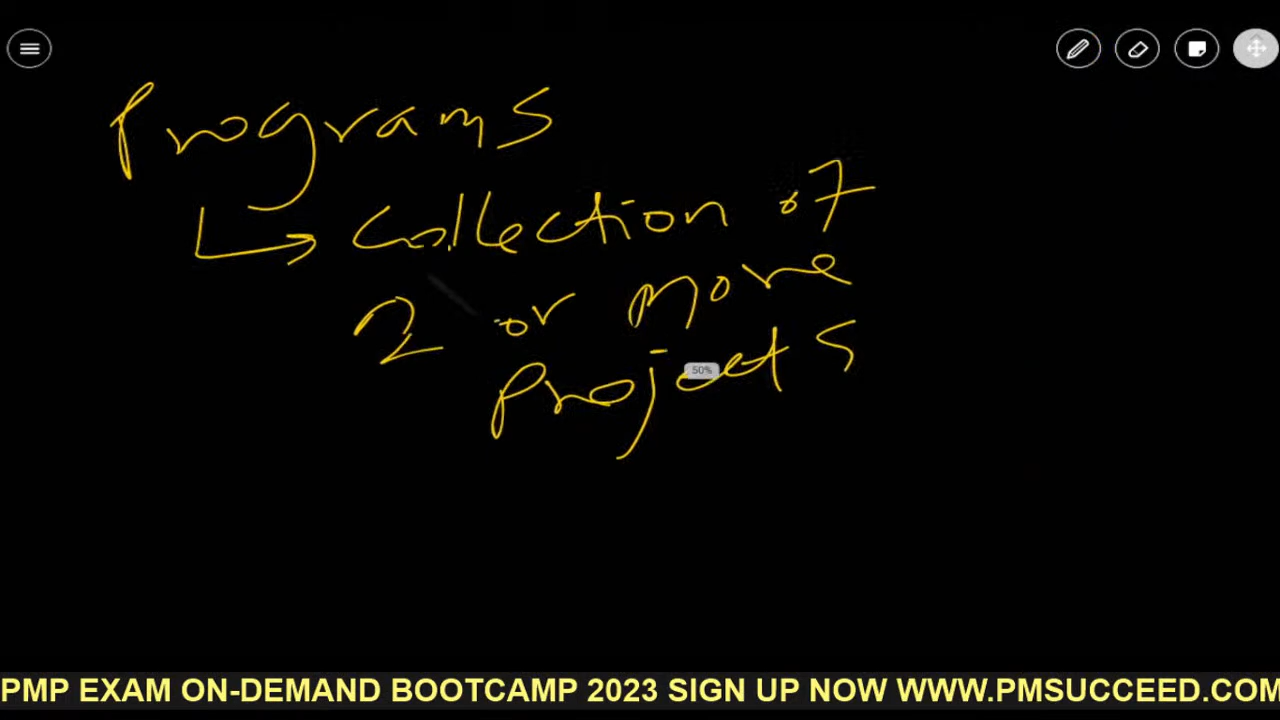 Programs
↳ Collection of
2 or more
50%
Projects
PMP EXAM ON-DEMAND BOOTCAMP 2023 SIGN UP NOW WWW.PMSUCCEED.COM